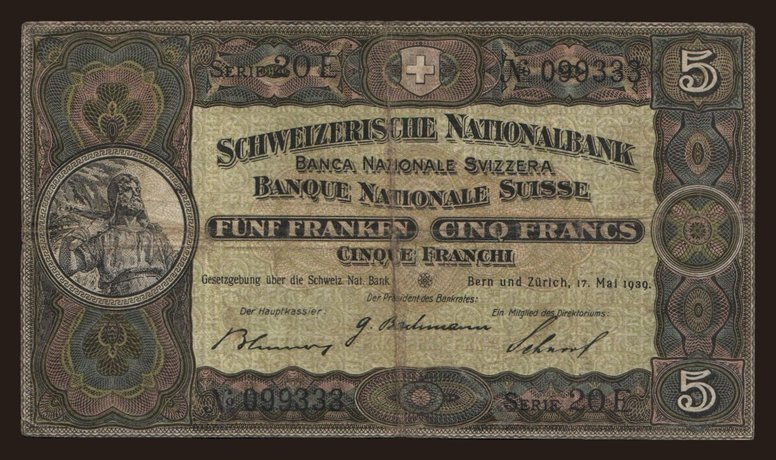 Serie 20 F № 099333 5
Schweizerische Nationalbank
Banca Nazionale Svizzera
Banque Nationale Suisse
Fünf Franken Cinq Francs
Cinque Franchi
Gesetzgebung über die Schweiz. Nat. Bank Bern und Zürich, 17. Mai 1939.
Der Präsident des Bankrates:
Der Hauptkassier: Ein Mitglied des Direktoriums:
№ 099333 Serie 20 F 5